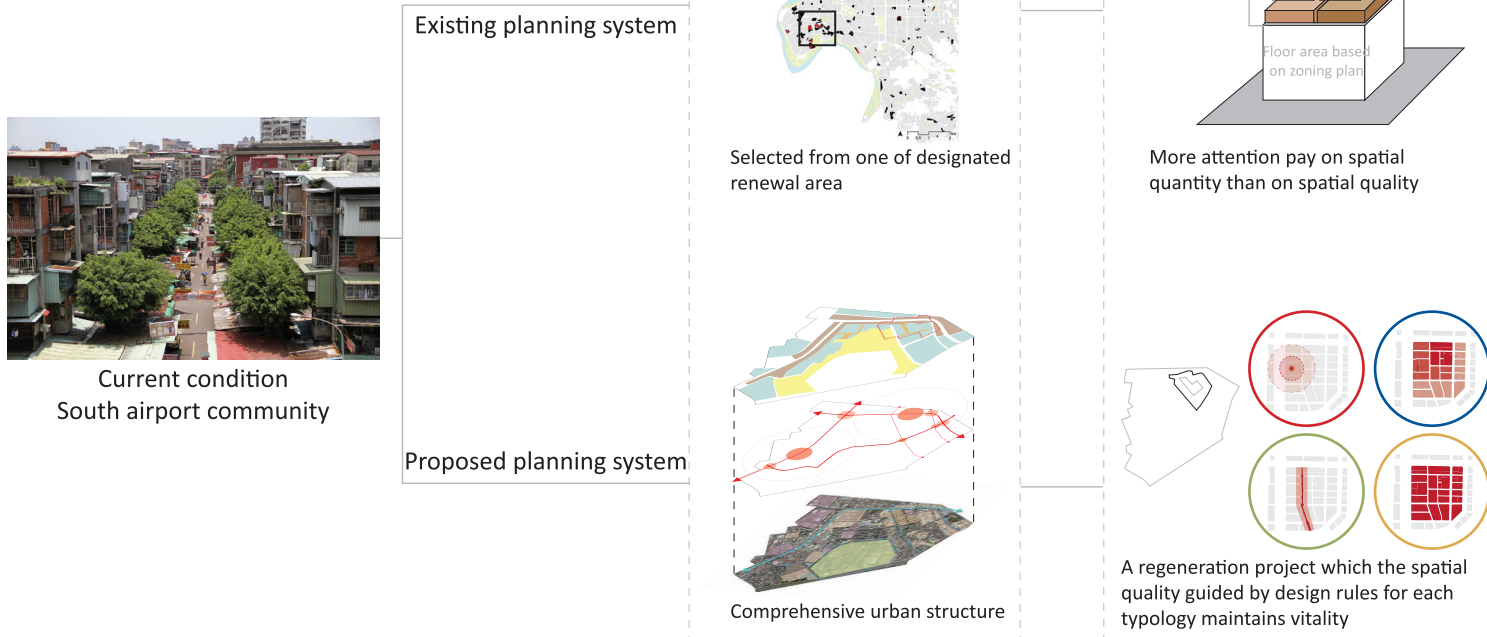 Existing planning system
Floor area based
on zoning plan
Selected from one of designated
renewal area
More attention pay on spatial
quantity than on spatial quality
Current condition
South airport community
Proposed planning system
Comprehensive urban structure
A regeneration project which the spatial
quality guided by design rules for each
typology maintains vitality